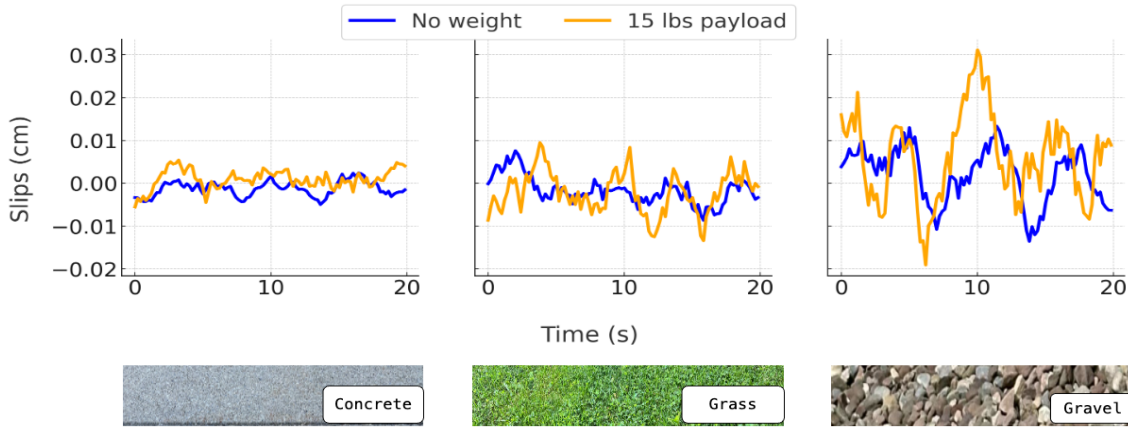 No weight 15 lbs payload
Slips (cm)
0.03
0.02
0.01
0.00
−0.01
−0.02
0 10 20
0 10 20
0 10 20
Time (s)
Concrete
Grass
Gravel